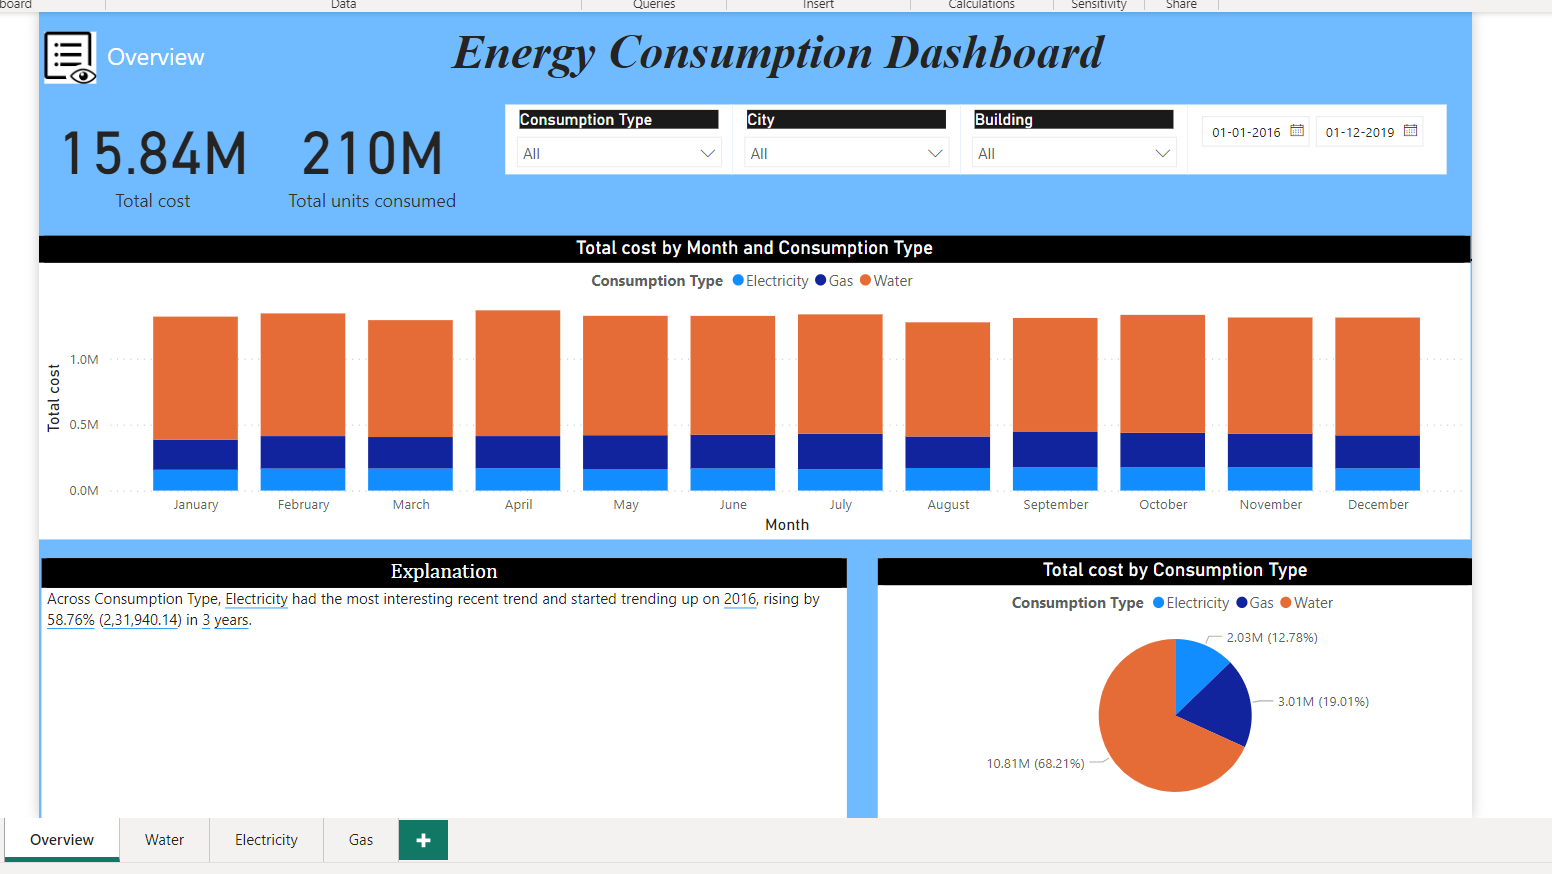 board Data Queries Insert Calculations Sensitivity Share
Overview
Energy Consumption Dashboard
15.84M
Total cost
210M
Total units consumed
Consumption Type
All
City
All
Building
All
01-01-2016
01-12-2019
Total cost by Month and Consumption Type
Consumption Type Electricity Gas Water
Total cost
1.0M
0.5M
0.0M
January February March April May June July August September October November December
Month
Explanation
Across Consumption Type, Electricity had the most interesting recent trend and started trending up on 2016, rising by
58.76% (2,31,940.14) in 3 years.
Total cost by Consumption Type
Consumption Type Electricity Gas Water
2.03M (12.78%)
3.01M (19.01%)
10.81M (68.21%)
Overview Water Electricity Gas